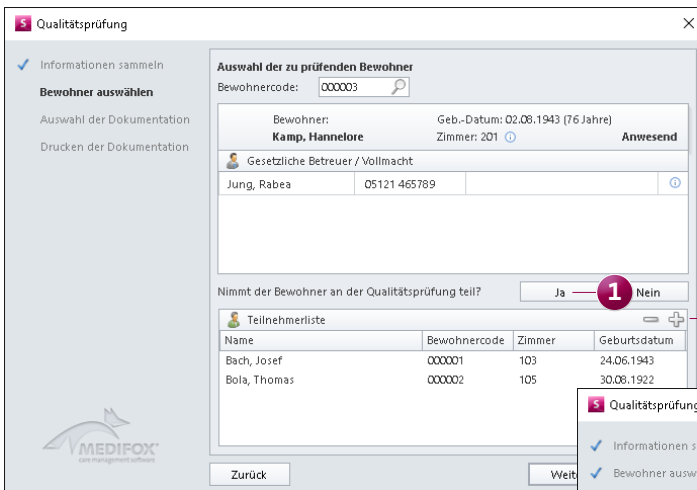 S Qualitätsprüfung
Informationen sammeln
Bewohner auswählen
Auswahl der Dokumentation
Drucken der Dokumentation
Auswahl der zu prüfenden Bewohner
Bewohnercode: 000003
Bewohner: Geb.-Datum: 02.08.1943 (76 Jahre)
Kamp, Hannelore Zimmer: 201 Anwesend
Gesetzliche Betreuer / Vollmacht
Jung, Rabea 05121 465789
Nimmt der Bewohner an der Qualitätsprüfung teil? Ja 1 Nein
Teilnehmerliste
Name Bewohnercode Zimmer Geburtsdatum
Bach, Josef 000001 103 24.06.1943
Bola, Thomas 000002 105 30.08.1922
MEDIFOX
care management software
Zurück Weite
S Qualitätsprüfung
Informationen s
Bewohner ausw